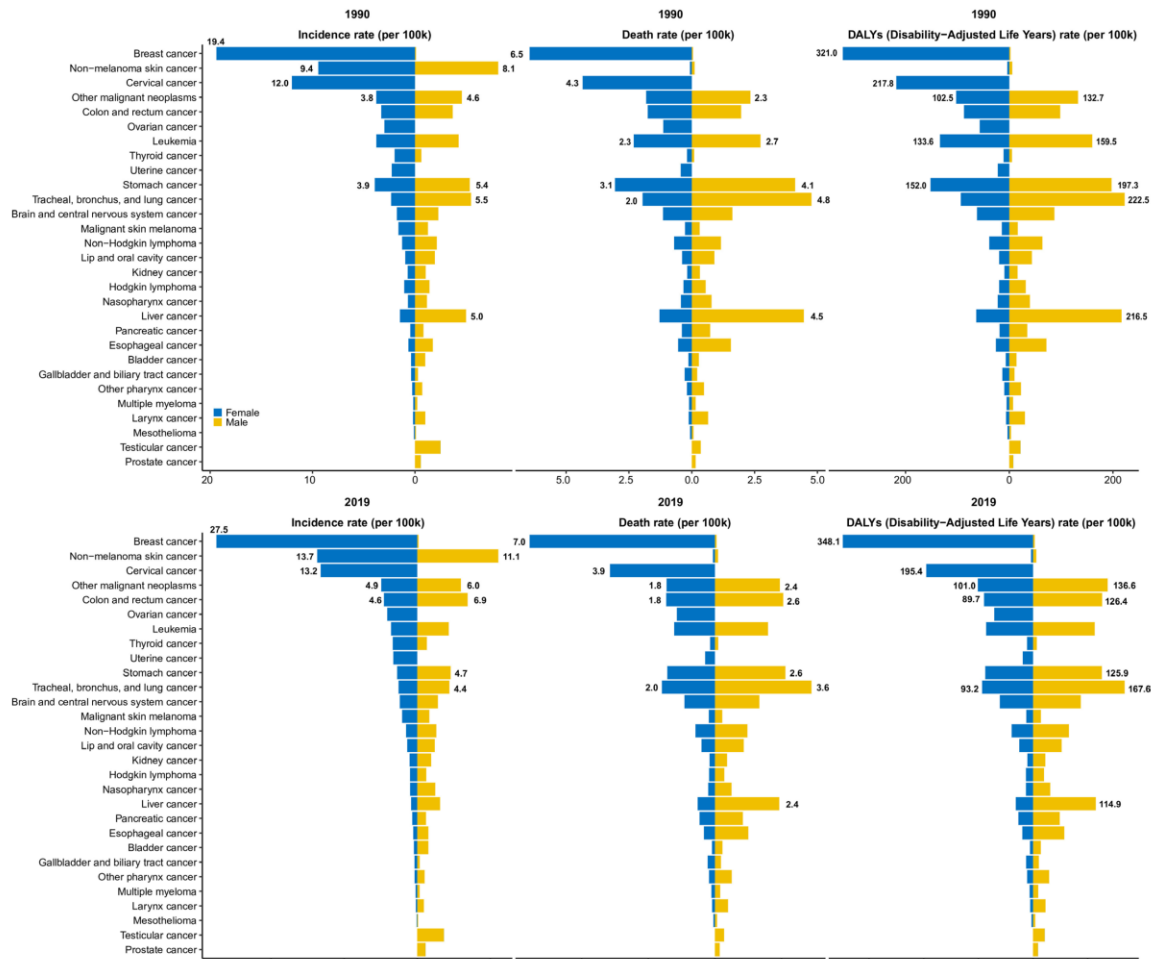 1990 1990 1990
Incidence rate (per 100k) Death rate (per 100k) DALYs (Disability−Adjusted Life Years) rate (per 100k)
Breast cancer 19.4 6.5 321.0
Non−melanoma skin cancer 9.4 8.1
Cervical cancer 12.0 4.3 217.8
Other malignant neoplasms 3.8 4.6 2.3 102.5 132.7
Colon and rectum cancer
Ovarian cancer
Leukemia 2.3 2.7 133.6 159.5
Thyroid cancer
Uterine cancer
Stomach cancer 3.9 5.4 3.1 4.1 152.0 197.3
Tracheal, bronchus, and lung cancer 5.5 2.0 4.8 222.5
Brain and central nervous system cancer
Malignant skin melanoma
Non−Hodgkin lymphoma
Lip and oral cavity cancer
Kidney cancer
Hodgkin lymphoma
Nasopharynx cancer
Liver cancer 5.0 4.5 216.5
Pancreatic cancer
Esophageal cancer
Bladder cancer
Gallbladder and biliary tract cancer
Other pharynx cancer
Multiple myeloma
Female
Larynx cancer
Male
Mesothelioma
Testicular cancer
Prostate cancer
20 10 0 5.0 2.5 0.0 2.5 5.0 200 0 200
2019 2019 2019
Incidence rate (per 100k) Death rate (per 100k) DALYs (Disability−Adjusted Life Years) rate (per 100k)
Breast cancer 27.5 7.0 348.1
Non−melanoma skin cancer 13.7 11.1
Cervical cancer 13.2 3.9 195.4
Other malignant neoplasms 4.9 6.0 1.8 2.4 101.0 136.6
Colon and rectum cancer 4.6 6.9 1.8 2.6 89.7 126.4
Ovarian cancer
Leukemia
Thyroid cancer
Uterine cancer
Stomach cancer 4.7 2.6 125.9
Tracheal, bronchus, and lung cancer 4.4 2.0 3.6 93.2 167.6
Brain and central nervous system cancer
Malignant skin melanoma
Non−Hodgkin lymphoma
Lip and oral cavity cancer
Kidney cancer
Hodgkin lymphoma
Nasopharynx cancer
Liver cancer 2.4 114.9
Pancreatic cancer
Esophageal cancer
Bladder cancer
Gallbladder and biliary tract cancer
Other pharynx cancer
Multiple myeloma
Larynx cancer
Mesothelioma
Testicular cancer
Prostate cancer